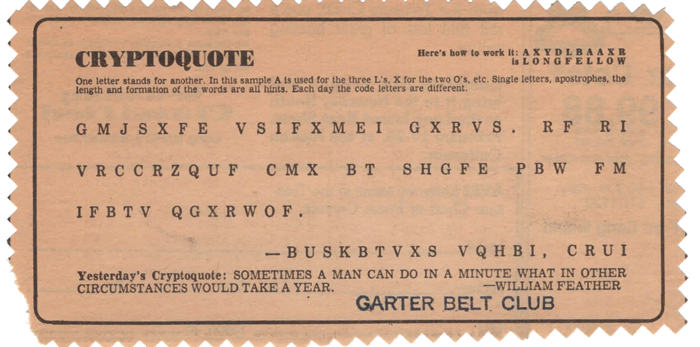 CRYPTOQUOTE
Here's how to work it: A X Y D L B A A X R
is L O N G F E L L O W
One letter stands for another. In this sample A is used for the three L's, X for the two O's, etc. Single letters, apostrophes, the
length and formation of the words are all hints. Each day the code letters are different.
G M J S X F E V S I F X M E I G X R V S . R F R I
V R C C R Z Q U F C M X B T S H G F E P B W F M
I F B T V Q G X R W O F .
—B U S K B T V X S V Q H B I , C R U I
Yesterday's Cryptoquote: SOMETIMES A MAN CAN DO IN A MINUTE WHAT IN OTHER
CIRCUMSTANCES WOULD TAKE A YEAR. —WILLIAM FEATHER
GARTER BELT CLUB